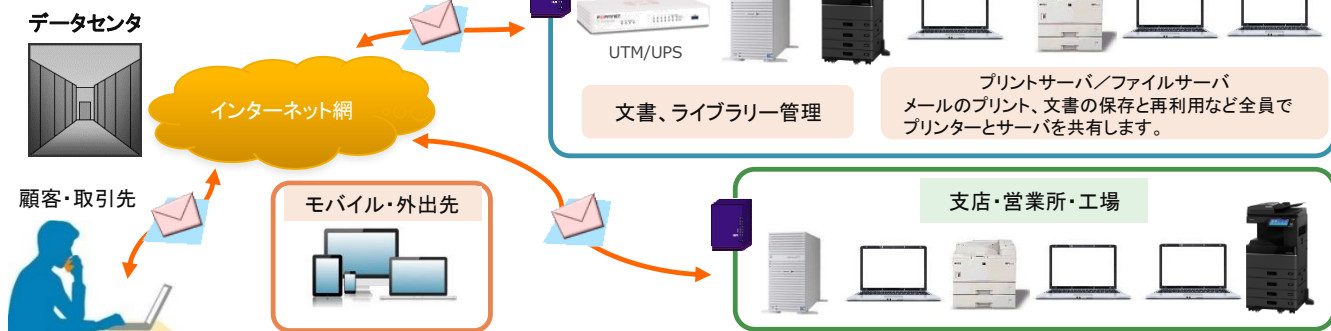 データセンタ
FORTINET
UTM/UPS
インターネット網
文書、ライブラリー管理
プリントサーバ／ファイルサーバ
メールのプリント、文書の保存と再利用など全員で
プリンターとサーバを共有します。
顧客・取引先
モバイル・外出先
支店・営業所・工場